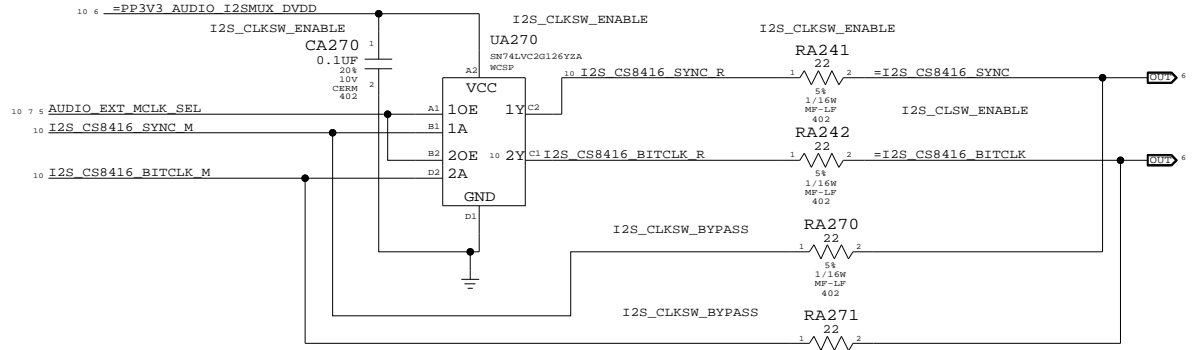 10 6 =PP3V3_AUDIO_I2SMUX_DVDD
I2S_CLKSW_ENABLE
I2S_CLKSW_ENABLE
I2S_CLKSW_ENABLE
CA270
0.1UF
20%
10V
CERM
402
1
2
UA270
SN74LVC2G126YZA
WCSP
A2
VCC
A1 1OE
B1 1A
B2 2OE
D2 2A
1Y C2
10 2Y C1
GND
D1
10 7 5 AUDIO_EXT_MCLK_SEL
10 I2S_CS8416_SYNC_M
10 I2S_CS8416_BITCLK_M
10 I2S_CS8416_SYNC_R
I2S_CS8416_BITCLK_R
RA241
22
1 2
5%
1/16W
MF-LF
402
=I2S_CS8416_SYNC
OUT 6
I2S_CLSW_ENABLE
RA242
22
1 2
5%
1/16W
MF-LF
402
=I2S_CS8416_BITCLK
OUT 6
I2S_CLKSW_BYPASS
RA270
22
1 2
5%
1/16W
MF-LF
402
I2S_CLKSW_BYPASS
RA271
22
1 2